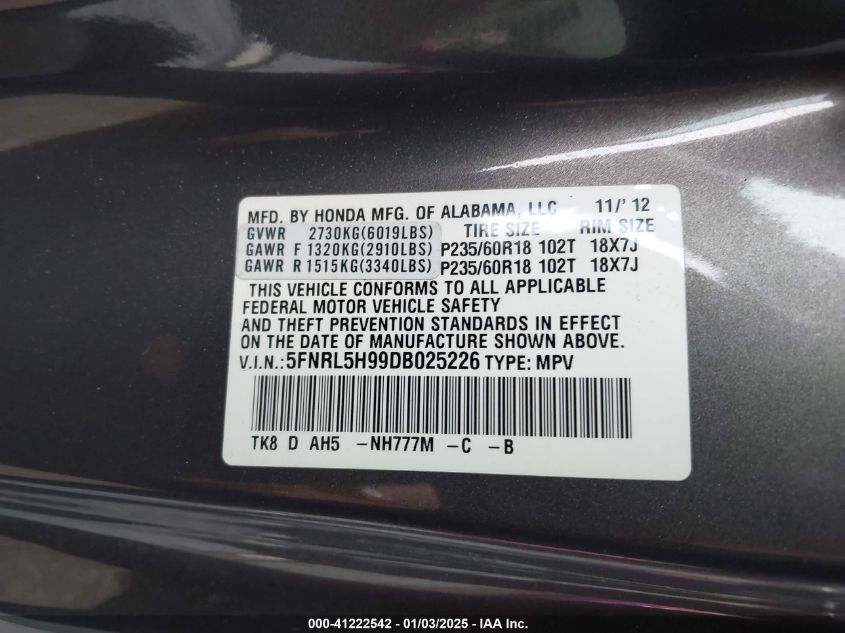 MFD. BY HONDA MFG. OF ALABAMA, LLC 11/'12
GVWR 2730KG(6019LBS) TIRE SIZE RIM SIZE
GAWR F 1320KG(2910LBS) P235/60R18 102T 18X7J
GAWR R 1515KG(3340LBS) P235/60R18 102T 18X7J
THIS VEHICLE CONFORMS TO ALL APPLICABLE
FEDERAL MOTOR VEHICLE SAFETY
AND THEFT PREVENTION STANDARDS IN EFFECT
ON THE DATE OF MANUFACTURE SHOWN ABOVE.
V.I.N.: 5FNRL5H99DB025226 TYPE: MPV
TK8 D AH5 -NH777M -C -B
000-41222542 - 01/03/2025 - IAA Inc.